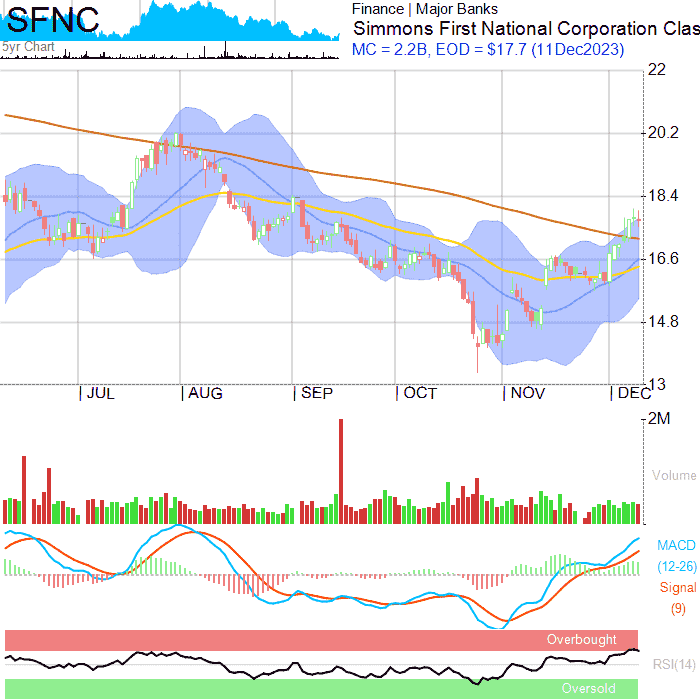 SFNC
5yr Chart
Finance | Major Banks
Simmons First National Corporation Clas
MC = 2.2B, EOD = $17.7 (11Dec2023)
22
20.2
18.4
16.6
14.8
13
JUL AUG SEP OCT NOV DEC
2M
Volume
MACD
(12-26)
Signal
(9)
Overbought
RSI(14)
Oversold